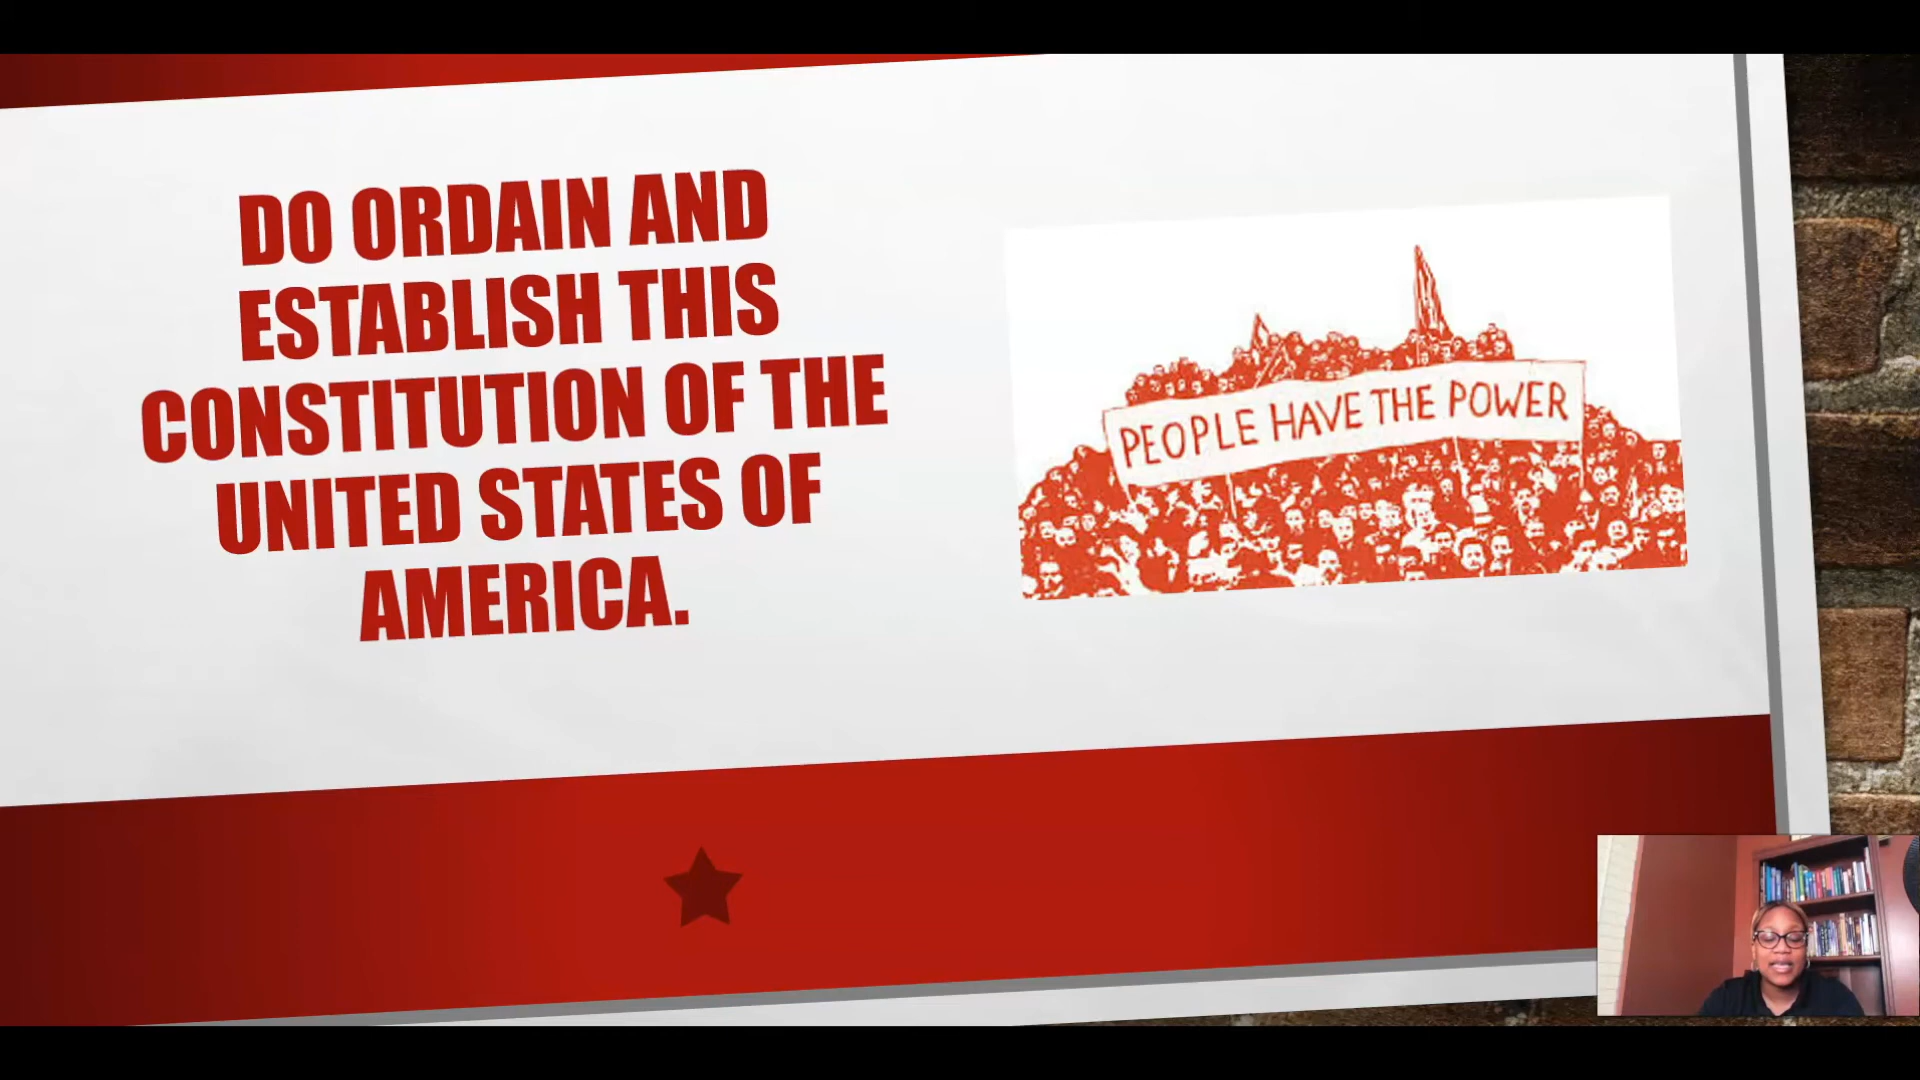 DO ORDAIN AND
ESTABLISH THIS
CONSTITUTION OF THE
UNITED STATES OF
AMERICA.
PEOPLE HAVE THE POWER